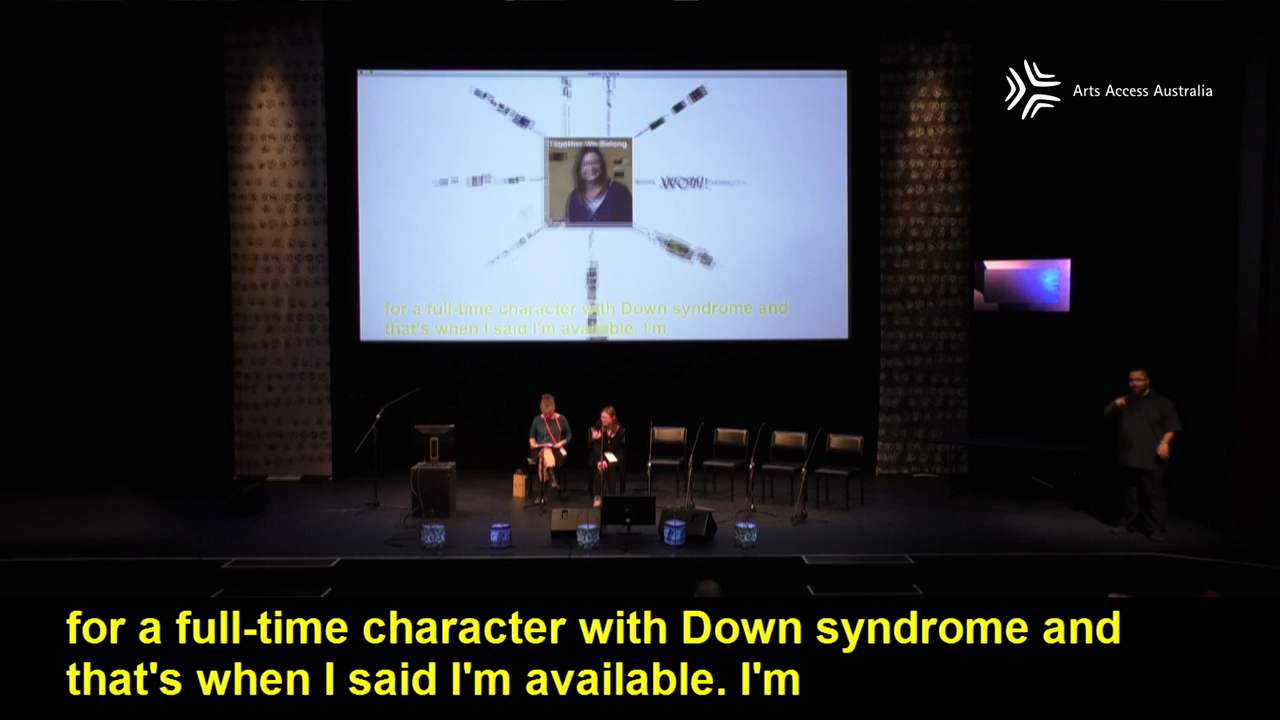 Arts Access Australia
Together We Belong
WOW!
for a full-time character with Down syndrome and
that's when I said I'm available. I'm
for a full-time character with Down syndrome and
that's when I said I'm available. I'm